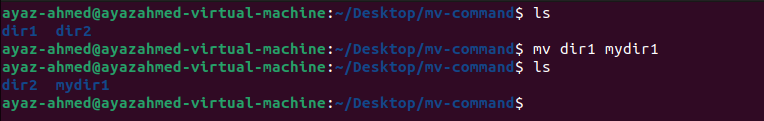 ayaz-ahmed@ayazahmed-virtual-machine:~/Desktop/mv-command$ ls
dir1  dir2
ayaz-ahmed@ayazahmed-virtual-machine:~/Desktop/mv-command$ mv dir1 mydir1
ayaz-ahmed@ayazahmed-virtual-machine:~/Desktop/mv-command$ ls
dir2  mydir1
ayaz-ahmed@ayazahmed-virtual-machine:~/Desktop/mv-command$